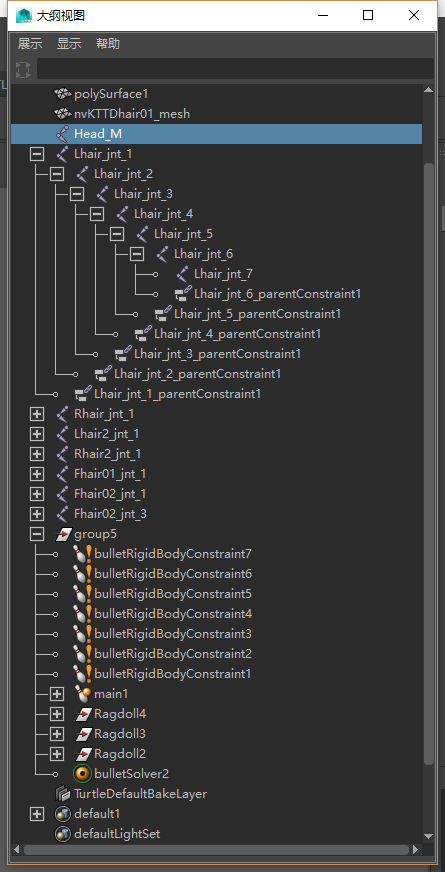 大纲视图
展示 显示 帮助
polySurface1
nvKTTDhair01_mesh
Head_M
Lhair_jnt_1
Lhair_jnt_2
Lhair_jnt_3
Lhair_jnt_4
Lhair_jnt_5
Lhair_jnt_6
Lhair_jnt_7
Lhair_jnt_6_parentConstraint1
Lhair_jnt_5_parentConstraint1
Lhair_jnt_4_parentConstraint1
Lhair_jnt_3_parentConstraint1
Lhair_jnt_2_parentConstraint1
Lhair_jnt_1_parentConstraint1
Rhair_jnt_1
Lhair2_jnt_1
Rhair2_jnt_1
Fhair01_jnt_1
Fhair02_jnt_1
Fhair02_jnt_3
group5
bulletRigidBodyConstraint7
bulletRigidBodyConstraint6
bulletRigidBodyConstraint5
bulletRigidBodyConstraint4
bulletRigidBodyConstraint3
bulletRigidBodyConstraint2
bulletRigidBodyConstraint1
main1
Ragdoll4
Ragdoll3
Ragdoll2
bulletSolver2
TurtleDefaultBakeLayer
default1
defaultLightSet